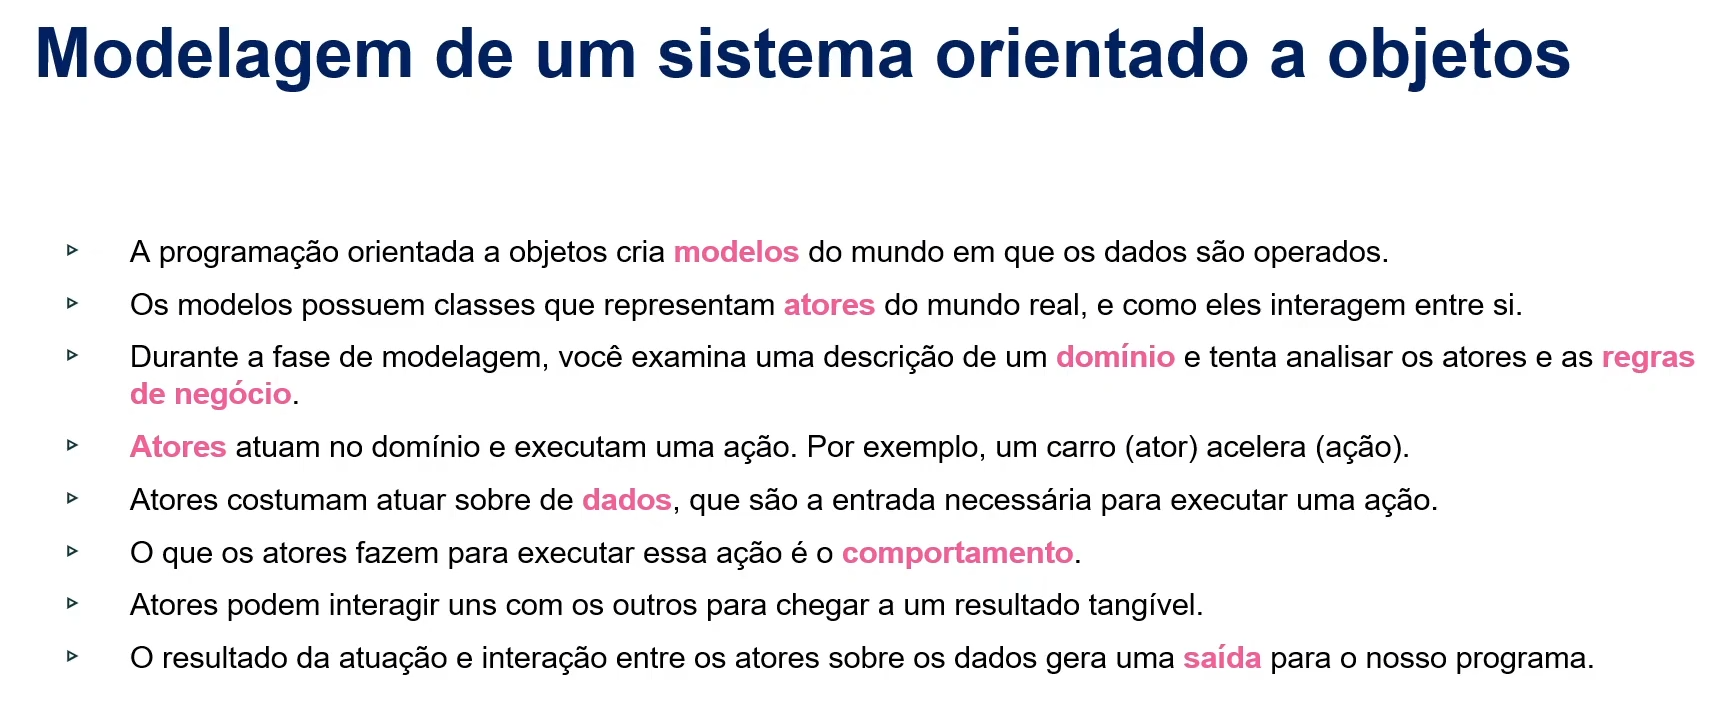 Modelagem de um sistema orientado a objetos
A programação orientada a objetos cria modelos do mundo em que os dados são operados.
Os modelos possuem classes que representam atores do mundo real, e como eles interagem entre si.
Durante a fase de modelagem, você examina uma descrição de um domínio e tenta analisar os atores e as regras
de negócio.
Atores atuam no domínio e executam uma ação. Por exemplo, um carro (ator) acelera (ação).
Atores costumam atuar sobre de dados, que são a entrada necessária para executar uma ação.
O que os atores fazem para executar essa ação é o comportamento.
Atores podem interagir uns com os outros para chegar a um resultado tangível.
O resultado da atuação e interação entre os atores sobre os dados gera uma saída para o nosso programa.